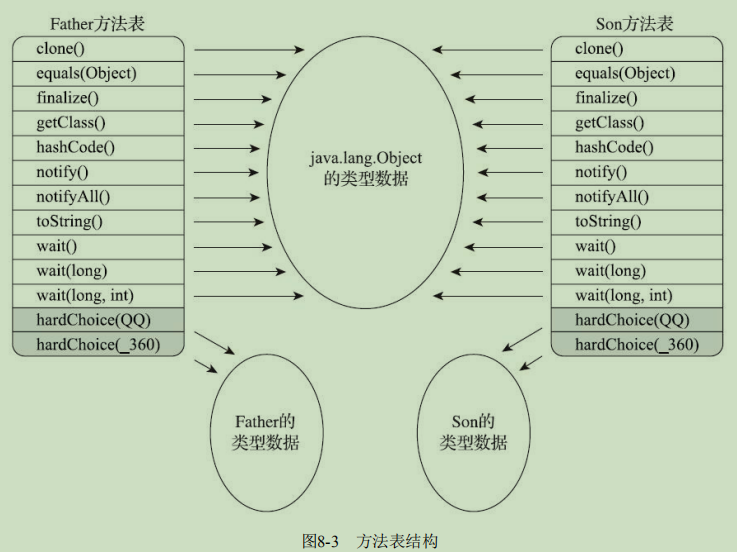 Father方法表
clone()
equals(Object)
finalize()
getClass()
hashCode()
notify()
notifyAll()
toString()
wait()
wait(long)
wait(long, int)
hardChoice(QQ)
hardChoice(_360)
java.lang.Object
的类型数据
Son方法表
clone()
equals(Object)
finalize()
getClass()
hashCode()
notify()
notifyAll()
toString()
wait()
wait(long)
wait(long, int)
hardChoice(QQ)
hardChoice(_360)
Father的
类型数据
Son的
类型数据
图8-3 方法表结构